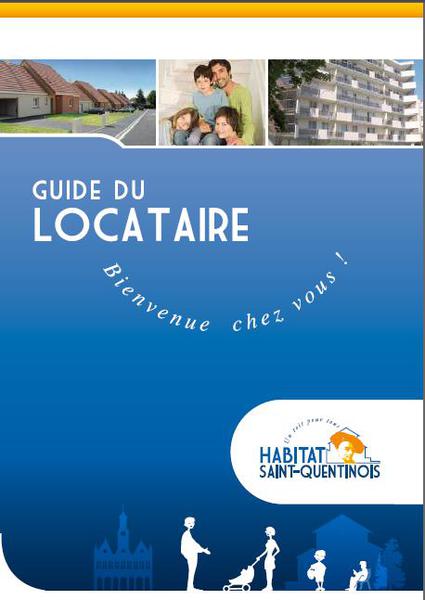 GUIDE DU
LOCATAIRE
Bienvenue chez vous !
Un toit pour tous
HABITAT
SAINT-QUENTINOIS